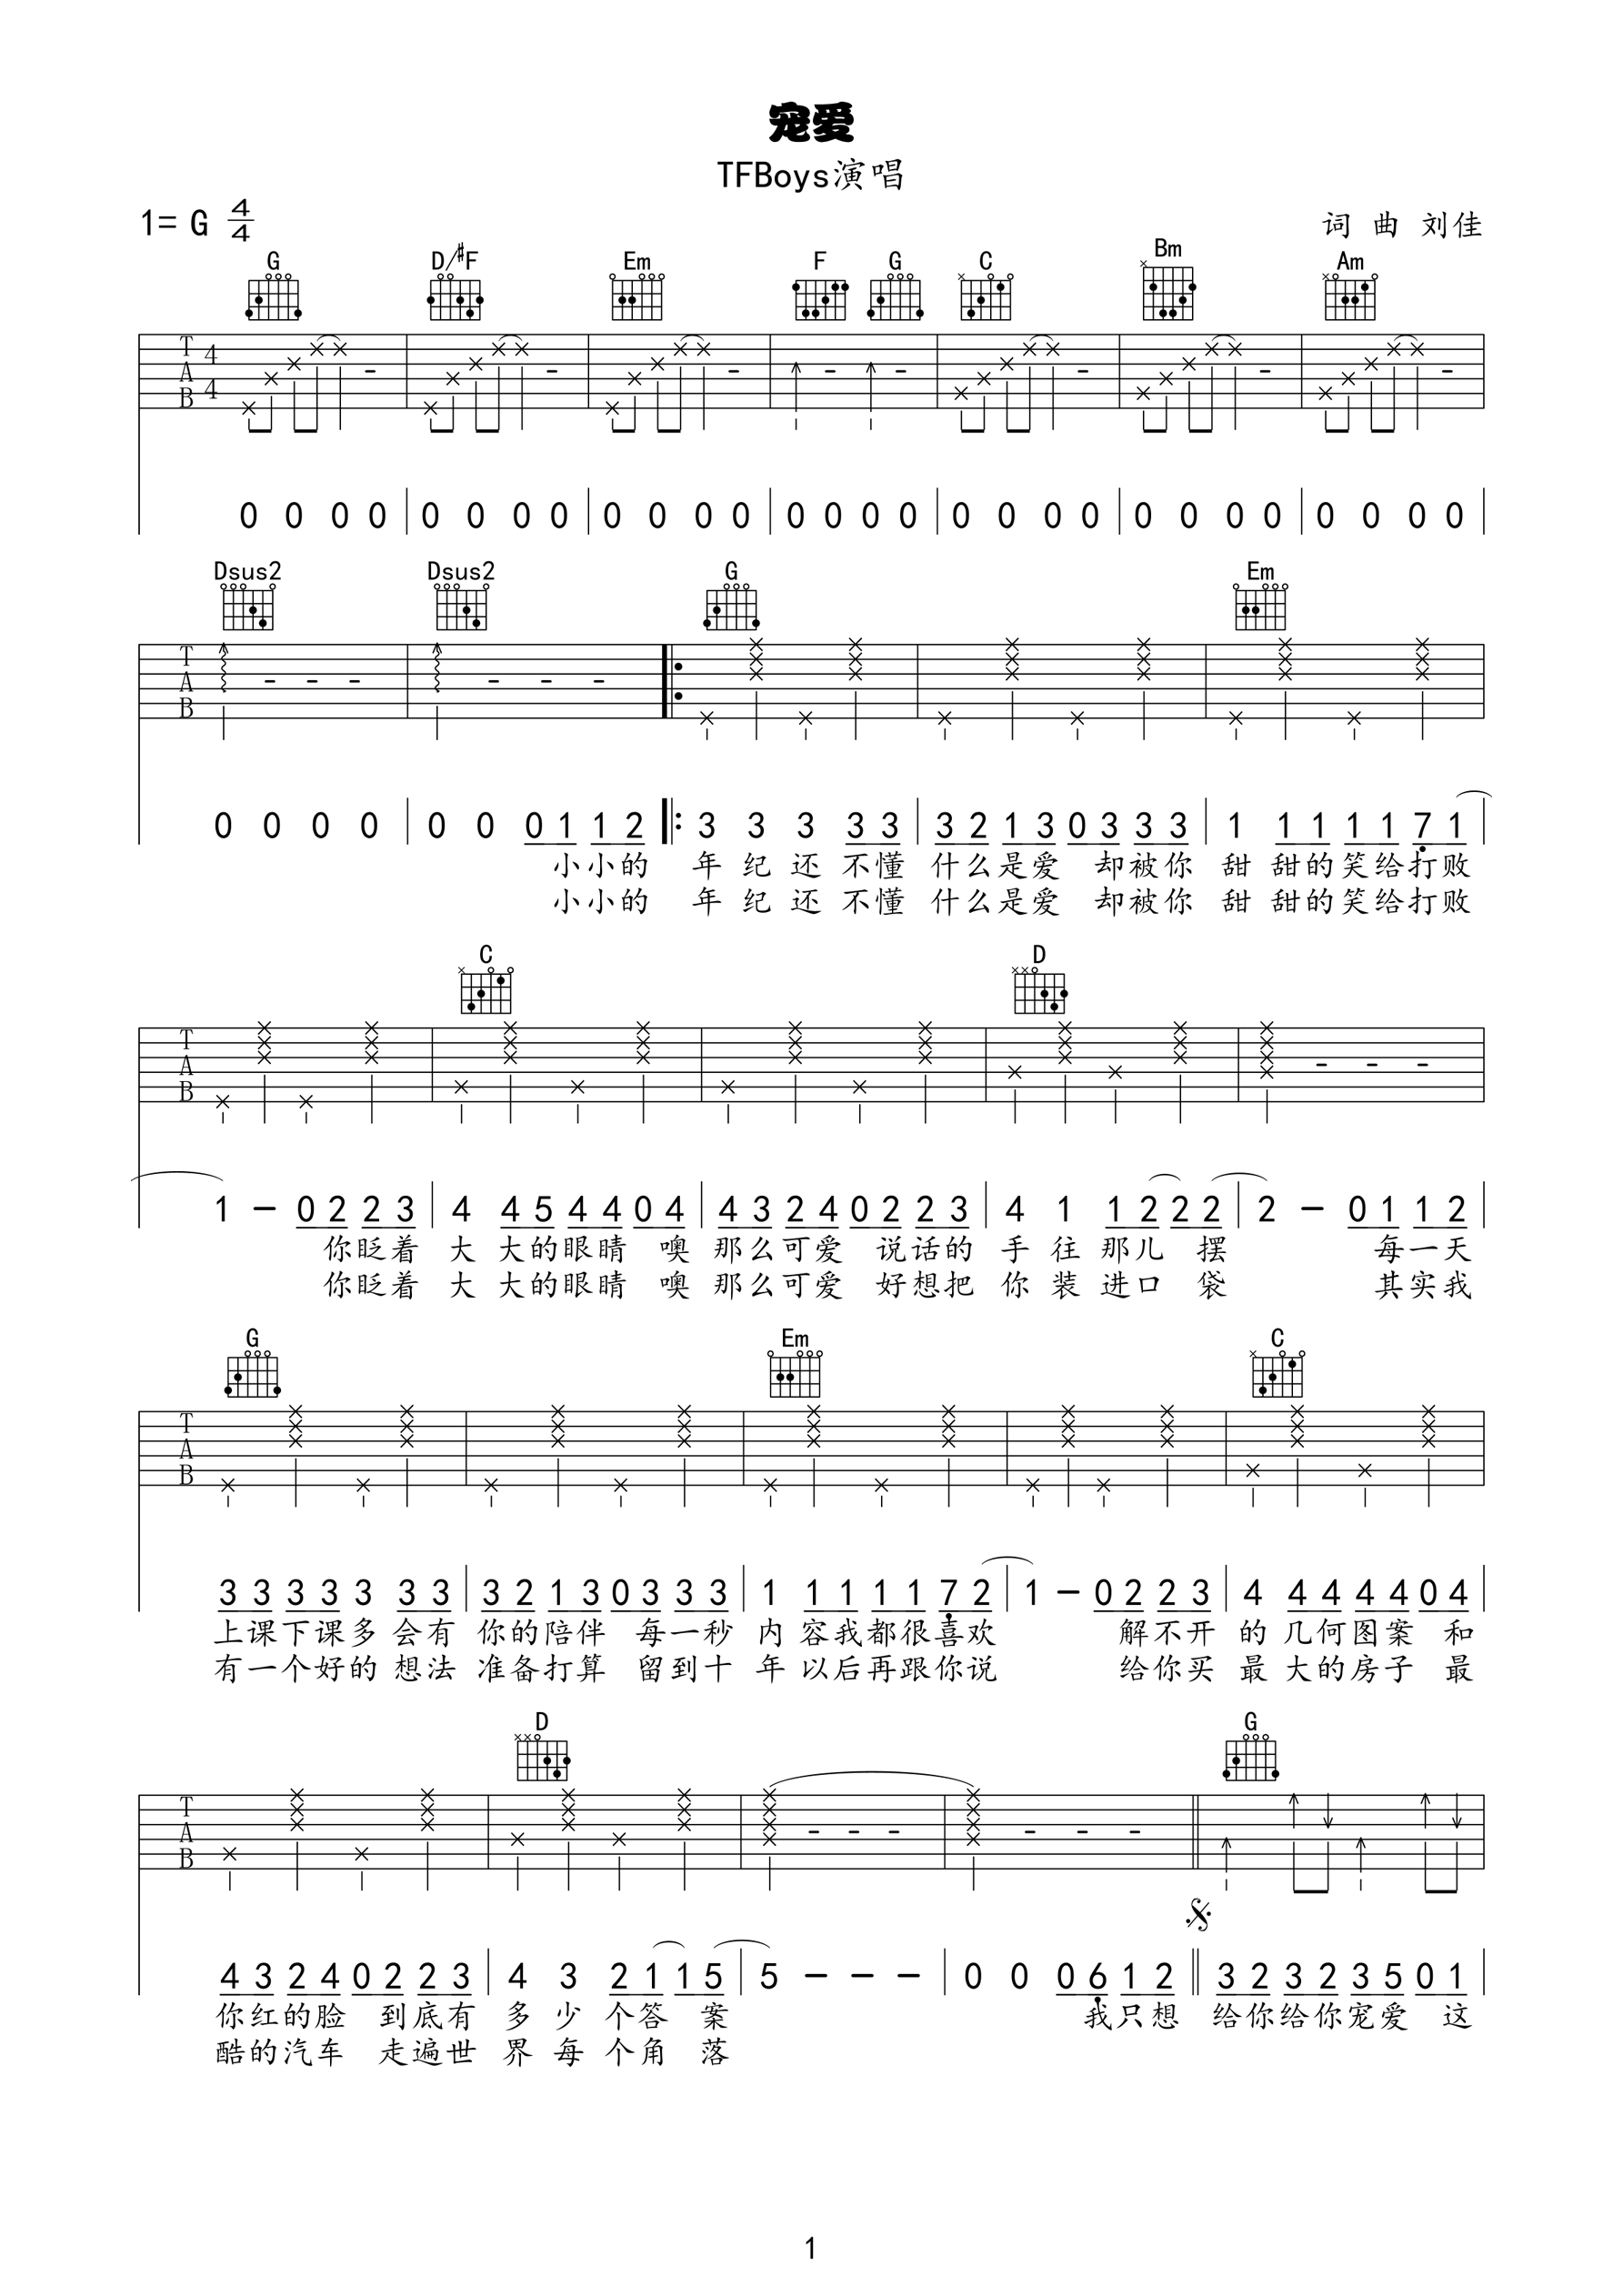 宠爱
TFBoys演唱
1= G 4/4
词 曲 刘佳
G D/#F Em F G C Bm Am
T A B 4/4
0 0 0 0 0 0 0 0 0 0 0 0 0 0 0 0 0 0 0 0 0 0 0 0 0 0 0 0
Dsus2 Dsus2 G Em
T A B
0 0 0 0 0 0 0 1 1 2 3 3 3 3 3 3 2 1 3 0 3 3 3 1 1 1 1 1 7 1
小小的 年 纪 还 不懂 什么是爱 却被你 甜 甜的笑给打败
小小的 年 纪 还 不懂 什么是爱 却被你 甜 甜的笑给打败
C D
T A B
1 - 0 2 2 3 4 4 5 4 4 0 4 4 3 2 4 0 2 2 3 4 1 1 2 2 2 2 - 0 1 1 2
你眨着 大 大的眼睛 噢 那么可爱 说话的 手 往 那儿 摆 每一天
你眨着 大 大的眼睛 噢 那么可爱 好想把 你 装 进口 袋 其实我
G Em C
T A B
3 3 3 3 3 3 3 3 2 1 3 0 3 3 3 1 1 1 1 1 7 2 1 - 0 2 2 3 4 4 4 4 4 0 4
上课下课多 会有 你的陪伴 每一秒 内 容我都很喜欢 解不开 的 几何图案 和
有一个好的 想法 准备打算 留到十 年 以后再跟你说 给你买 最 大的房子 最
D G
T A B
4 3 2 4 0 2 2 3 4 3 2 1 1 5 5 - - - 0 0 0 6 1 2 3 2 3 2 3 5 0 1
你红的脸 到底有 多 少 个答 案 我只想 给你给你宠爱 这
酷的汽车 走遍世 界 每 个角 落
1